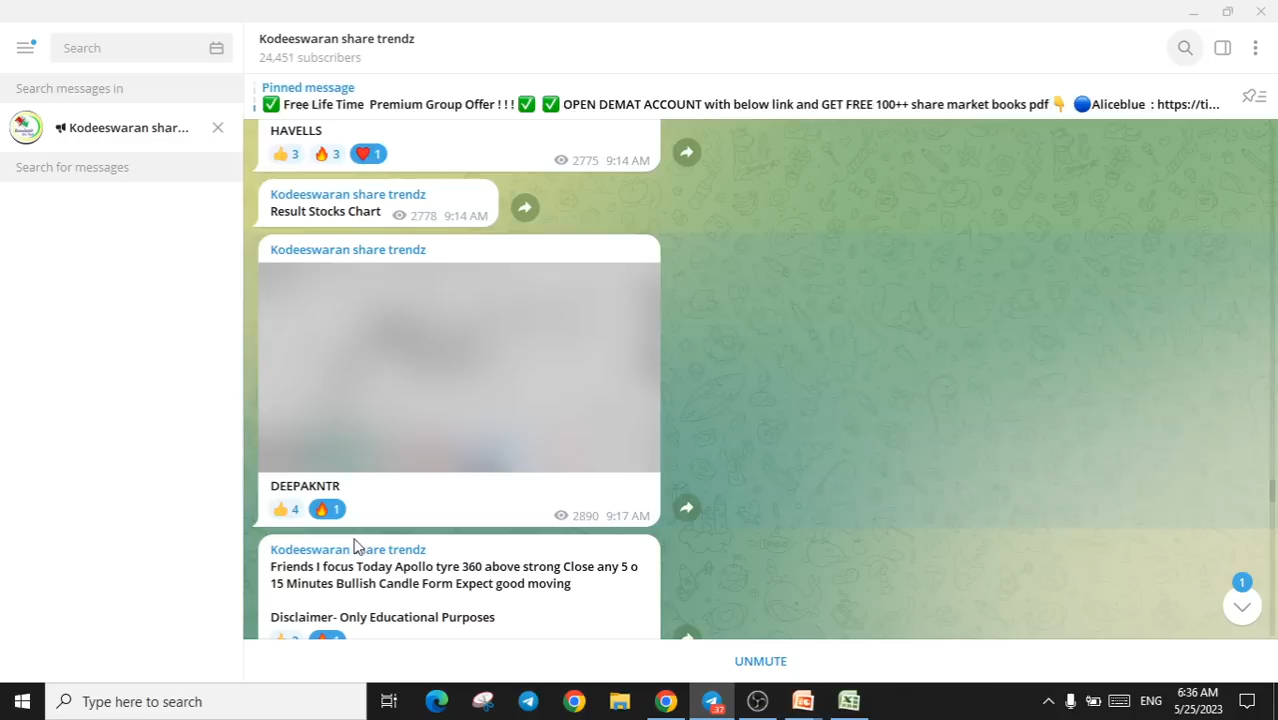 Search
Kodeeswaran share trendz
24,451 subscribers
Search messages in
Kodeeswaran shar...
Search for messages
Pinned message
✅ Free Life Time Premium Group Offer ! ! ! ✅ ✅ OPEN DEMAT ACCOUNT with below link and GET FREE 100++ share market books pdf 👇 🔵Aliceblue : https://ti...
HAVELLS
👍 3 🔥 3 ❤️ 1 2775 9:14 AM
Kodeeswaran share trendz
Result Stocks Chart 2778 9:14 AM
Kodeeswaran share trendz
DEEPAKNTR
👍 4 🔥 1 2890 9:17 AM
Kodeeswaran share trendz
Friends I focus Today Apollo tyre 360 above strong Close any 5 o
15 Minutes Bullish Candle Form Expect good moving
Disclaimer- Only Educational Purposes
1
UNMUTE
Type here to search
37
ENG
6:36 AM
5/25/2023